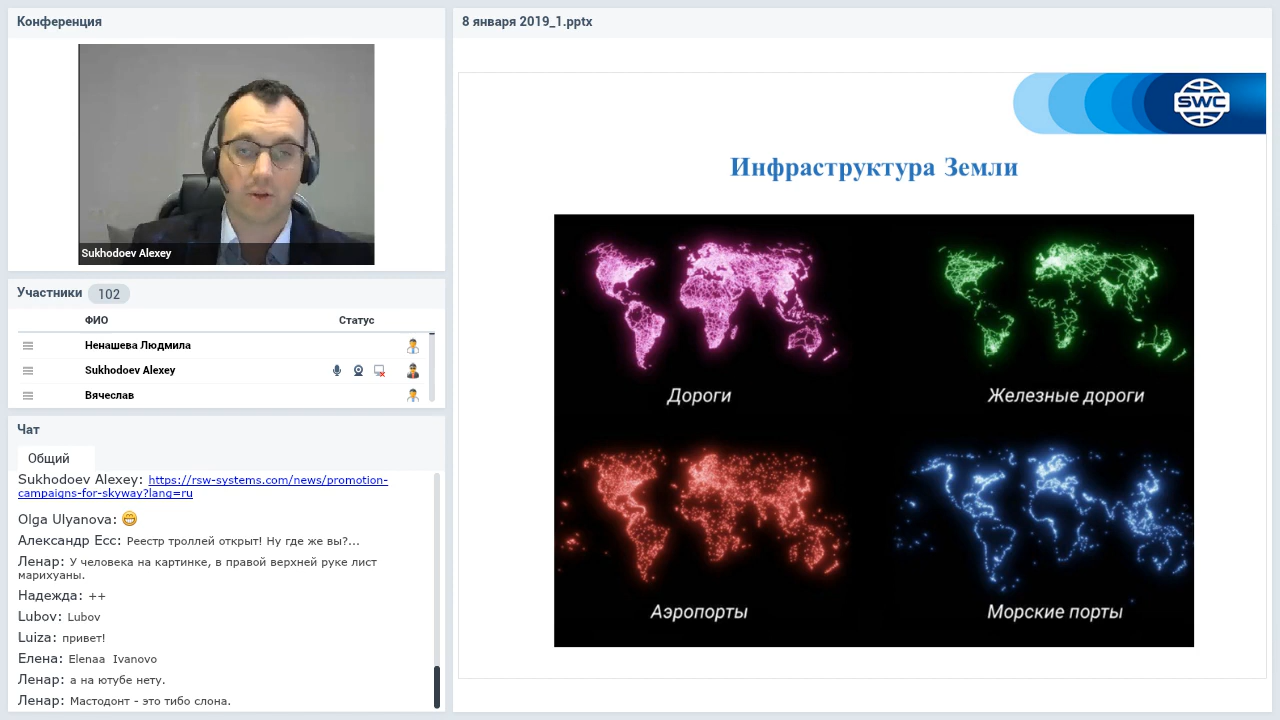 Конференция
Sukhodoev Alexey
Участники 102
ФИО Статус
Ненашева Людмила
Sukhodoev Alexey
Вячеслав
Чат
Общий
Sukhodoev Alexey: https://rsw-systems.com/news/promotion-
campaigns-for-skyway?lang=ru
Olga Ulyanova:
Александр Есс: Реестр троллей открыт! Ну где же вы?...
Ленар: У человека на картинке, в правой верхней руке лист
марихуаны.
Надежда: ++
Lubov: Lubov
Luiza: привет!
Елена: Elenaa Ivanovo
Ленар: а на ютубе нету.
Ленар: Мастодонт - это тибо слона.
8 января 2019_1.pptx
SWC
Инфраструктура Земли
Дороги
Железные дороги
Аэропорты
Морские порты